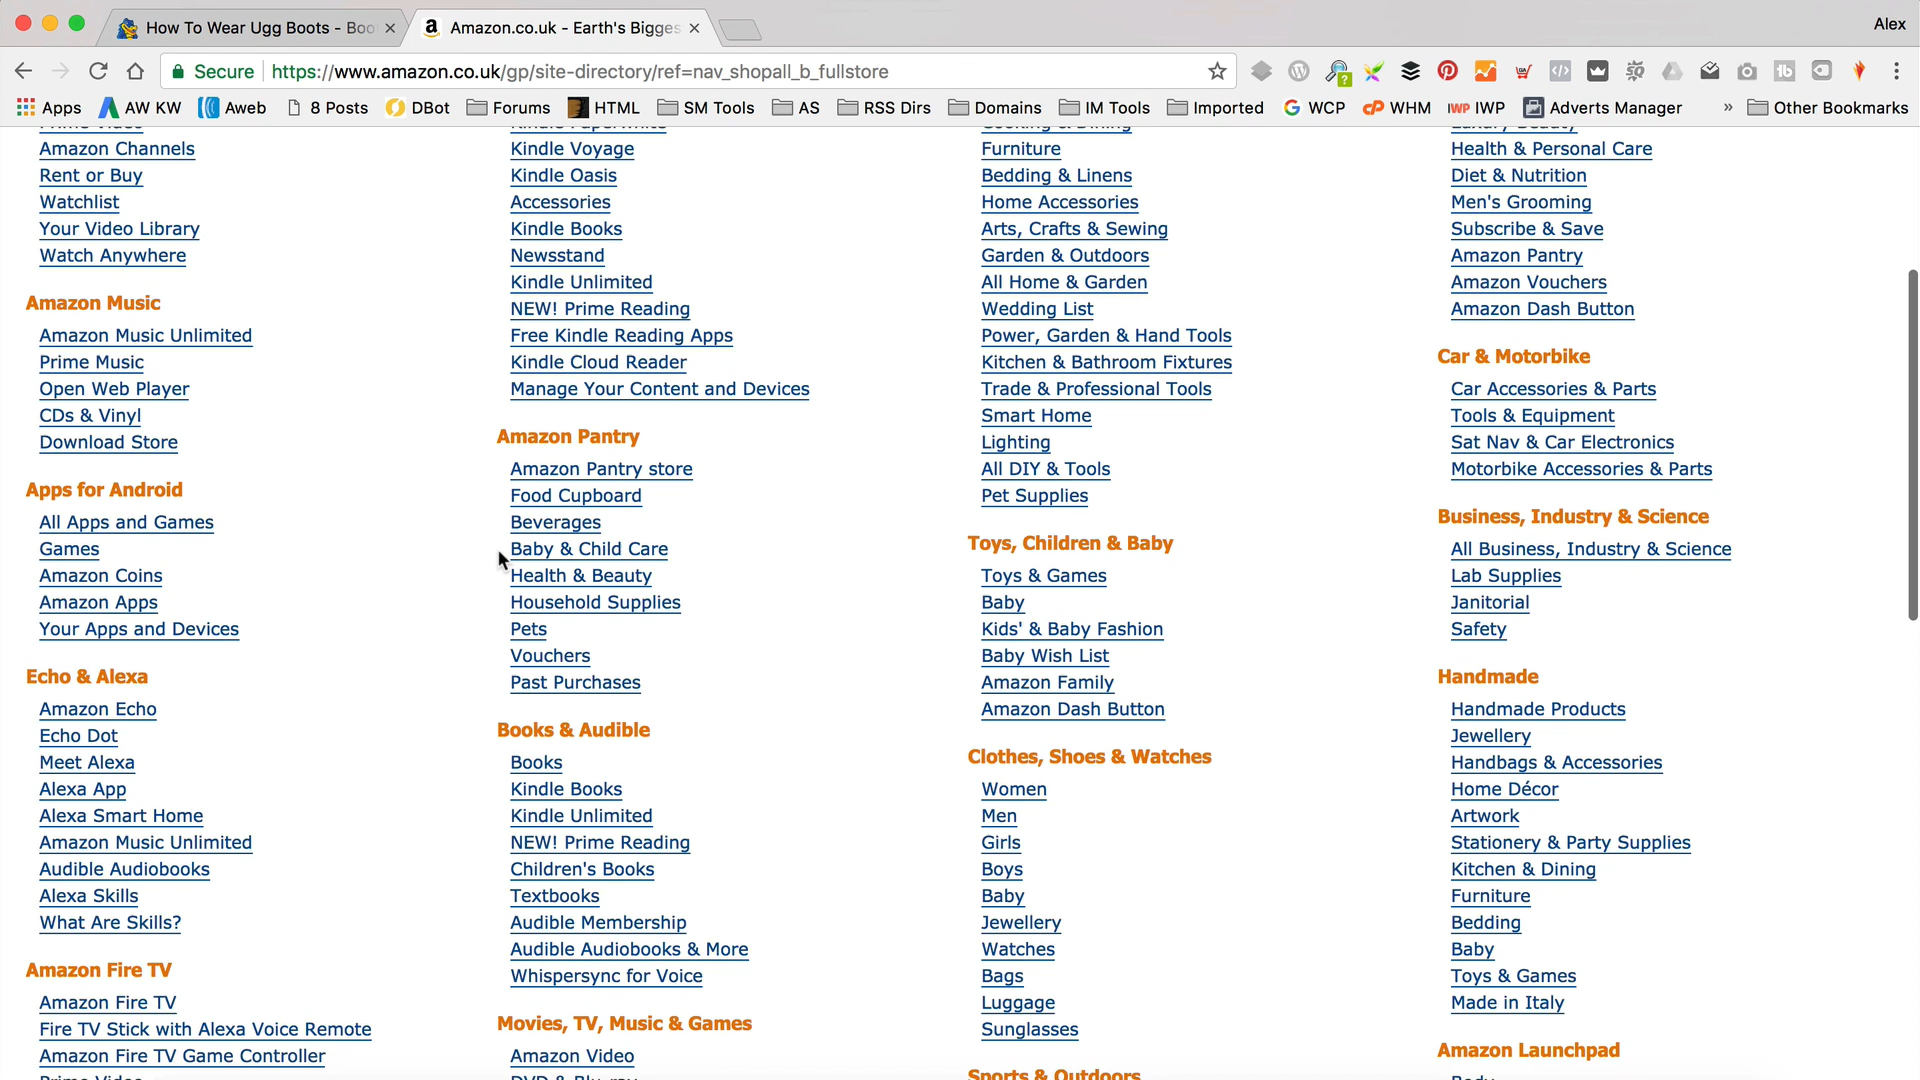 How To Wear Ugg Boots - Boo
Amazon.co.uk - Earth's Bigges
Alex
Secure
https://www.amazon.co.uk/gp/site-directory/ref=nav_shopall_b_fullstore
Apps
AW KW
Aweb
8 Posts
DBot
Forums
HTML
SM Tools
AS
RSS Dirs
Domains
IM Tools
Imported
WCP
WHM
IWP IWP
Adverts Manager
»
Other Bookmarks
Prime Video
Amazon Channels
Rent or Buy
Watchlist
Your Video Library
Watch Anywhere
Amazon Music
Amazon Music Unlimited
Prime Music
Open Web Player
CDs & Vinyl
Download Store
Apps for Android
All Apps and Games
Games
Amazon Coins
Amazon Apps
Your Apps and Devices
Echo & Alexa
Amazon Echo
Echo Dot
Meet Alexa
Alexa App
Alexa Smart Home
Amazon Music Unlimited
Audible Audiobooks
Alexa Skills
What Are Skills?
Amazon Fire TV
Amazon Fire TV
Fire TV Stick with Alexa Voice Remote
Amazon Fire TV Game Controller
Prime Video
Kindle Paperwhite
Kindle Voyage
Kindle Oasis
Accessories
Kindle Books
Newsstand
Kindle Unlimited
NEW! Prime Reading
Free Kindle Reading Apps
Kindle Cloud Reader
Manage Your Content and Devices
Amazon Pantry
Amazon Pantry store
Food Cupboard
Beverages
Baby & Child Care
Health & Beauty
Household Supplies
Pets
Vouchers
Past Purchases
Books & Audible
Books
Kindle Books
Kindle Unlimited
NEW! Prime Reading
Children's Books
Textbooks
Audible Membership
Audible Audiobooks & More
Whispersync for Voice
Movies, TV, Music & Games
Amazon Video
DVD & Blu-ray
Cooking & Dining
Furniture
Bedding & Linens
Home Accessories
Arts, Crafts & Sewing
Garden & Outdoors
All Home & Garden
Wedding List
Power, Garden & Hand Tools
Kitchen & Bathroom Fixtures
Trade & Professional Tools
Smart Home
Lighting
All DIY & Tools
Pet Supplies
Toys, Children & Baby
Toys & Games
Baby
Kids' & Baby Fashion
Baby Wish List
Amazon Family
Amazon Dash Button
Clothes, Shoes & Watches
Women
Men
Girls
Boys
Baby
Jewellery
Watches
Bags
Luggage
Sunglasses
Sports & Outdoors
Luxury Beauty
Health & Personal Care
Diet & Nutrition
Men's Grooming
Subscribe & Save
Amazon Pantry
Amazon Vouchers
Amazon Dash Button
Car & Motorbike
Car Accessories & Parts
Tools & Equipment
Sat Nav & Car Electronics
Motorbike Accessories & Parts
Business, Industry & Science
All Business, Industry & Science
Lab Supplies
Janitorial
Safety
Handmade
Handmade Products
Jewellery
Handbags & Accessories
Home Décor
Artwork
Stationery & Party Supplies
Kitchen & Dining
Furniture
Bedding
Baby
Toys & Games
Made in Italy
Amazon Launchpad